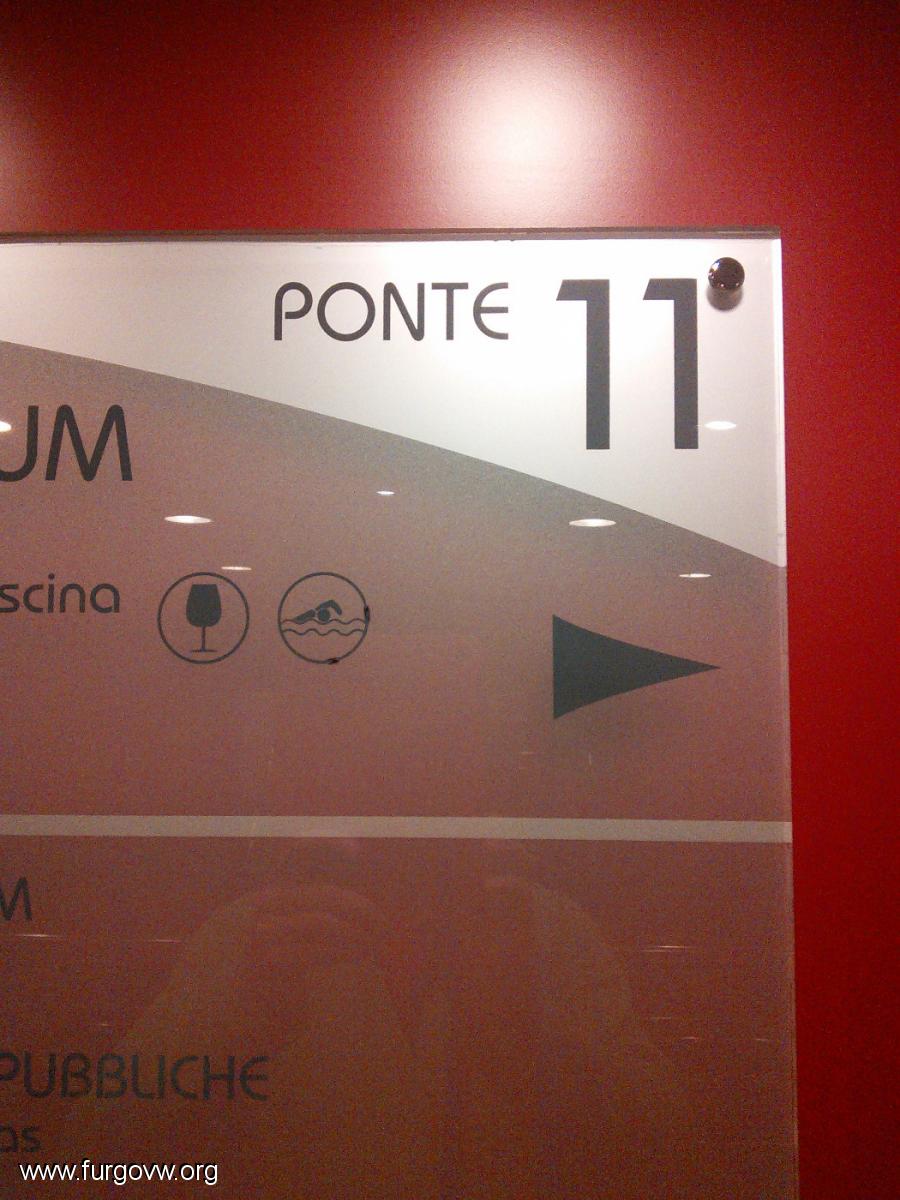 PONTE 11
UM
scina
M
PUBBLICHE
as
www.furgovw.org